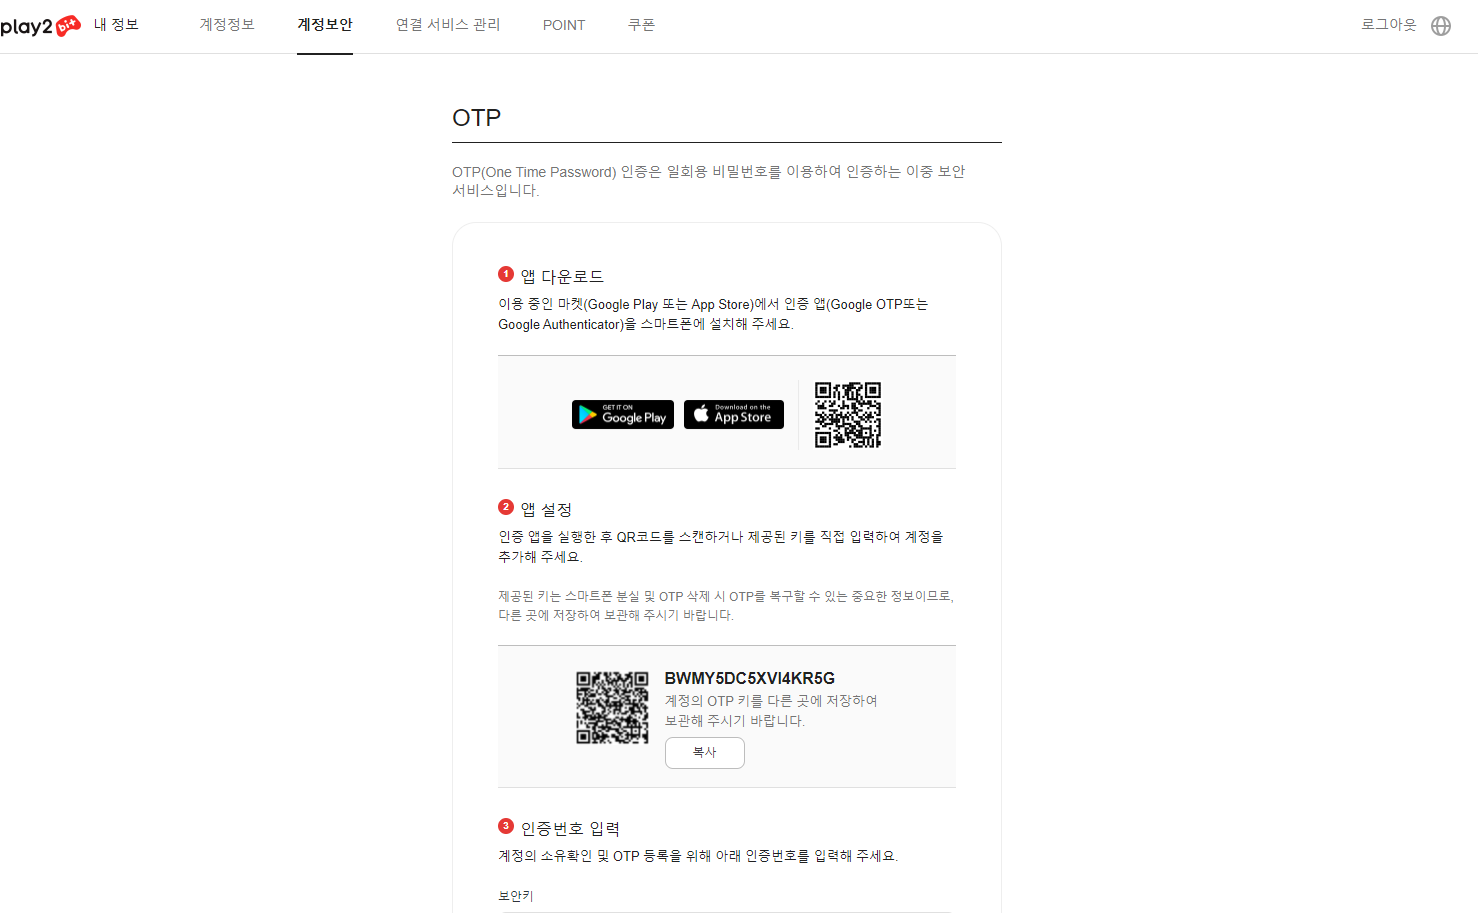 play2bit 내 정보 계정정보 계정보안 연결 서비스 관리 POINT 쿠폰 로그아웃
OTP
OTP(One Time Password) 인증은 일회용 비밀번호를 이용하여 인증하는 이중 보안
서비스입니다.
1 앱 다운로드
이용 중인 마켓(Google Play 또는 App Store)에서 인증 앱(Google OTP또는
Google Authenticator)을 스마트폰에 설치해 주세요.
GET IT ON
Google Play
Download on the
App Store
2 앱 설정
인증 앱을 실행한 후 QR코드를 스캔하거나 제공된 키를 직접 입력하여 계정을
추가해 주세요.
제공된 키는 스마트폰 분실 및 OTP 삭제 시 OTP를 복구할 수 있는 중요한 정보이므로,
다른 곳에 저장하여 보관해 주시기 바랍니다.
BWMY5DC5XVI4KR5G
계정의 OTP 키를 다른 곳에 저장하여
보관해 주시기 바랍니다.
복사
3 인증번호 입력
계정의 소유확인 및 OTP 등록을 위해 아래 인증번호를 입력해 주세요.
보안키